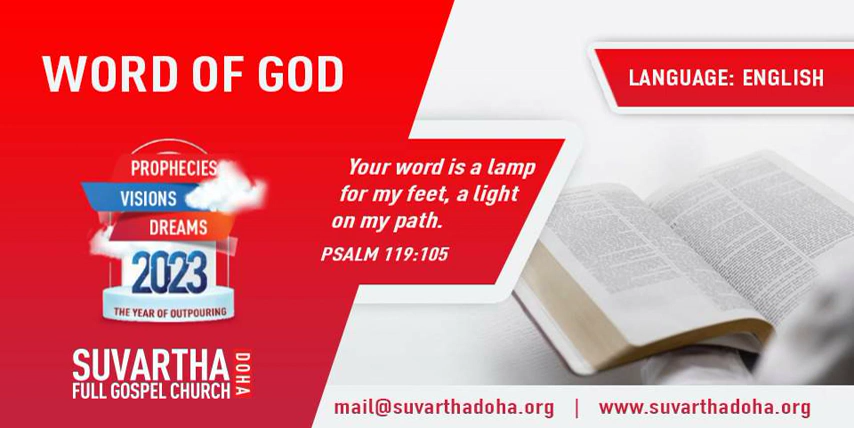 WORD OF GOD
LANGUAGE: ENGLISH
PROPHECIES
VISIONS
DREAMS
2023
THE YEAR OF OUTPOURING
Your word is a lamp
for my feet, a light
on my path.
PSALM 119:105
SUVARTHA
DOHA
FULL GOSPEL CHURCH
mail@suvarthadoha.org | www.suvarthadoha.org